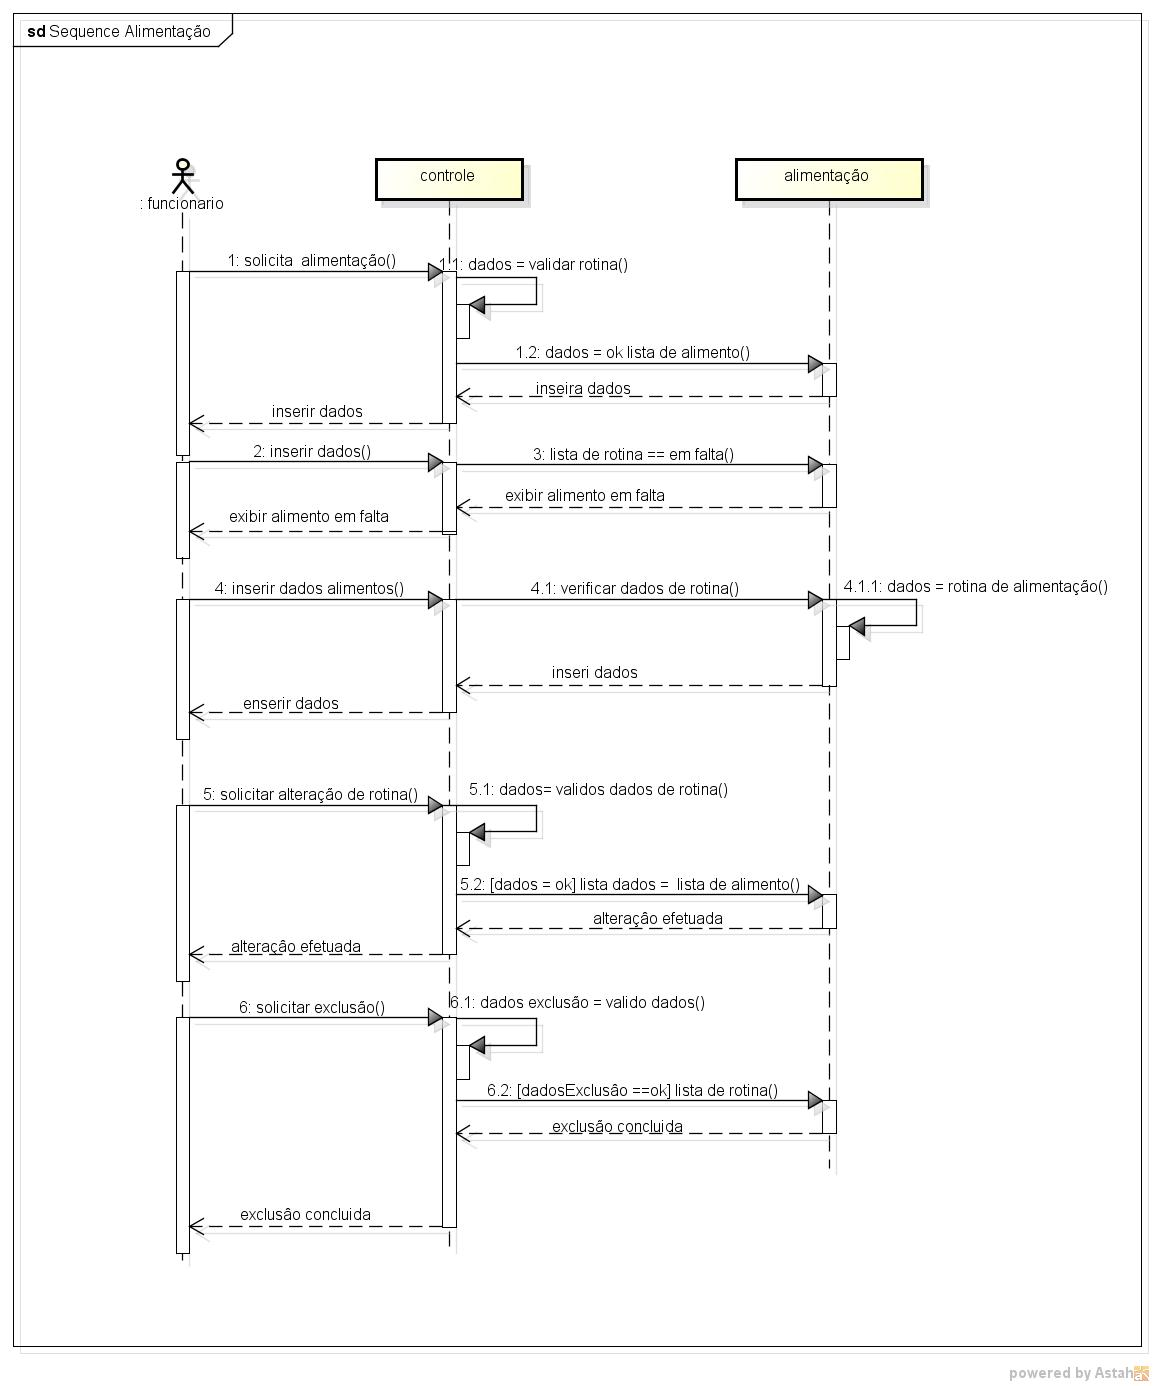 sd Sequence Alimentação
: funcionario
controle
alimentação
1: solicita alimentação()
1.1: dados = validar rotina()
1.2: dados = ok lista de alimento()
inseira dados
inserir dados
2: inserir dados()
3: lista de rotina == em falta()
exibir alimento em falta
exibir alimento em falta
4: inserir dados alimentos()
4.1: verificar dados de rotina()
4.1.1: dados = rotina de alimentação()
inseri dados
enserir dados
5: solicitar alteração de rotina()
5.1: dados= validos dados de rotina()
5.2: [dados = ok] lista dados = lista de alimento()
alteração efetuada
alteração efetuada
6: solicitar exclusão()
6.1: dados exclusão = valido dados()
6.2: [dadosExclusão ==ok] lista de rotina()
exclusão concluida
exclusão concluida
powered by Astah